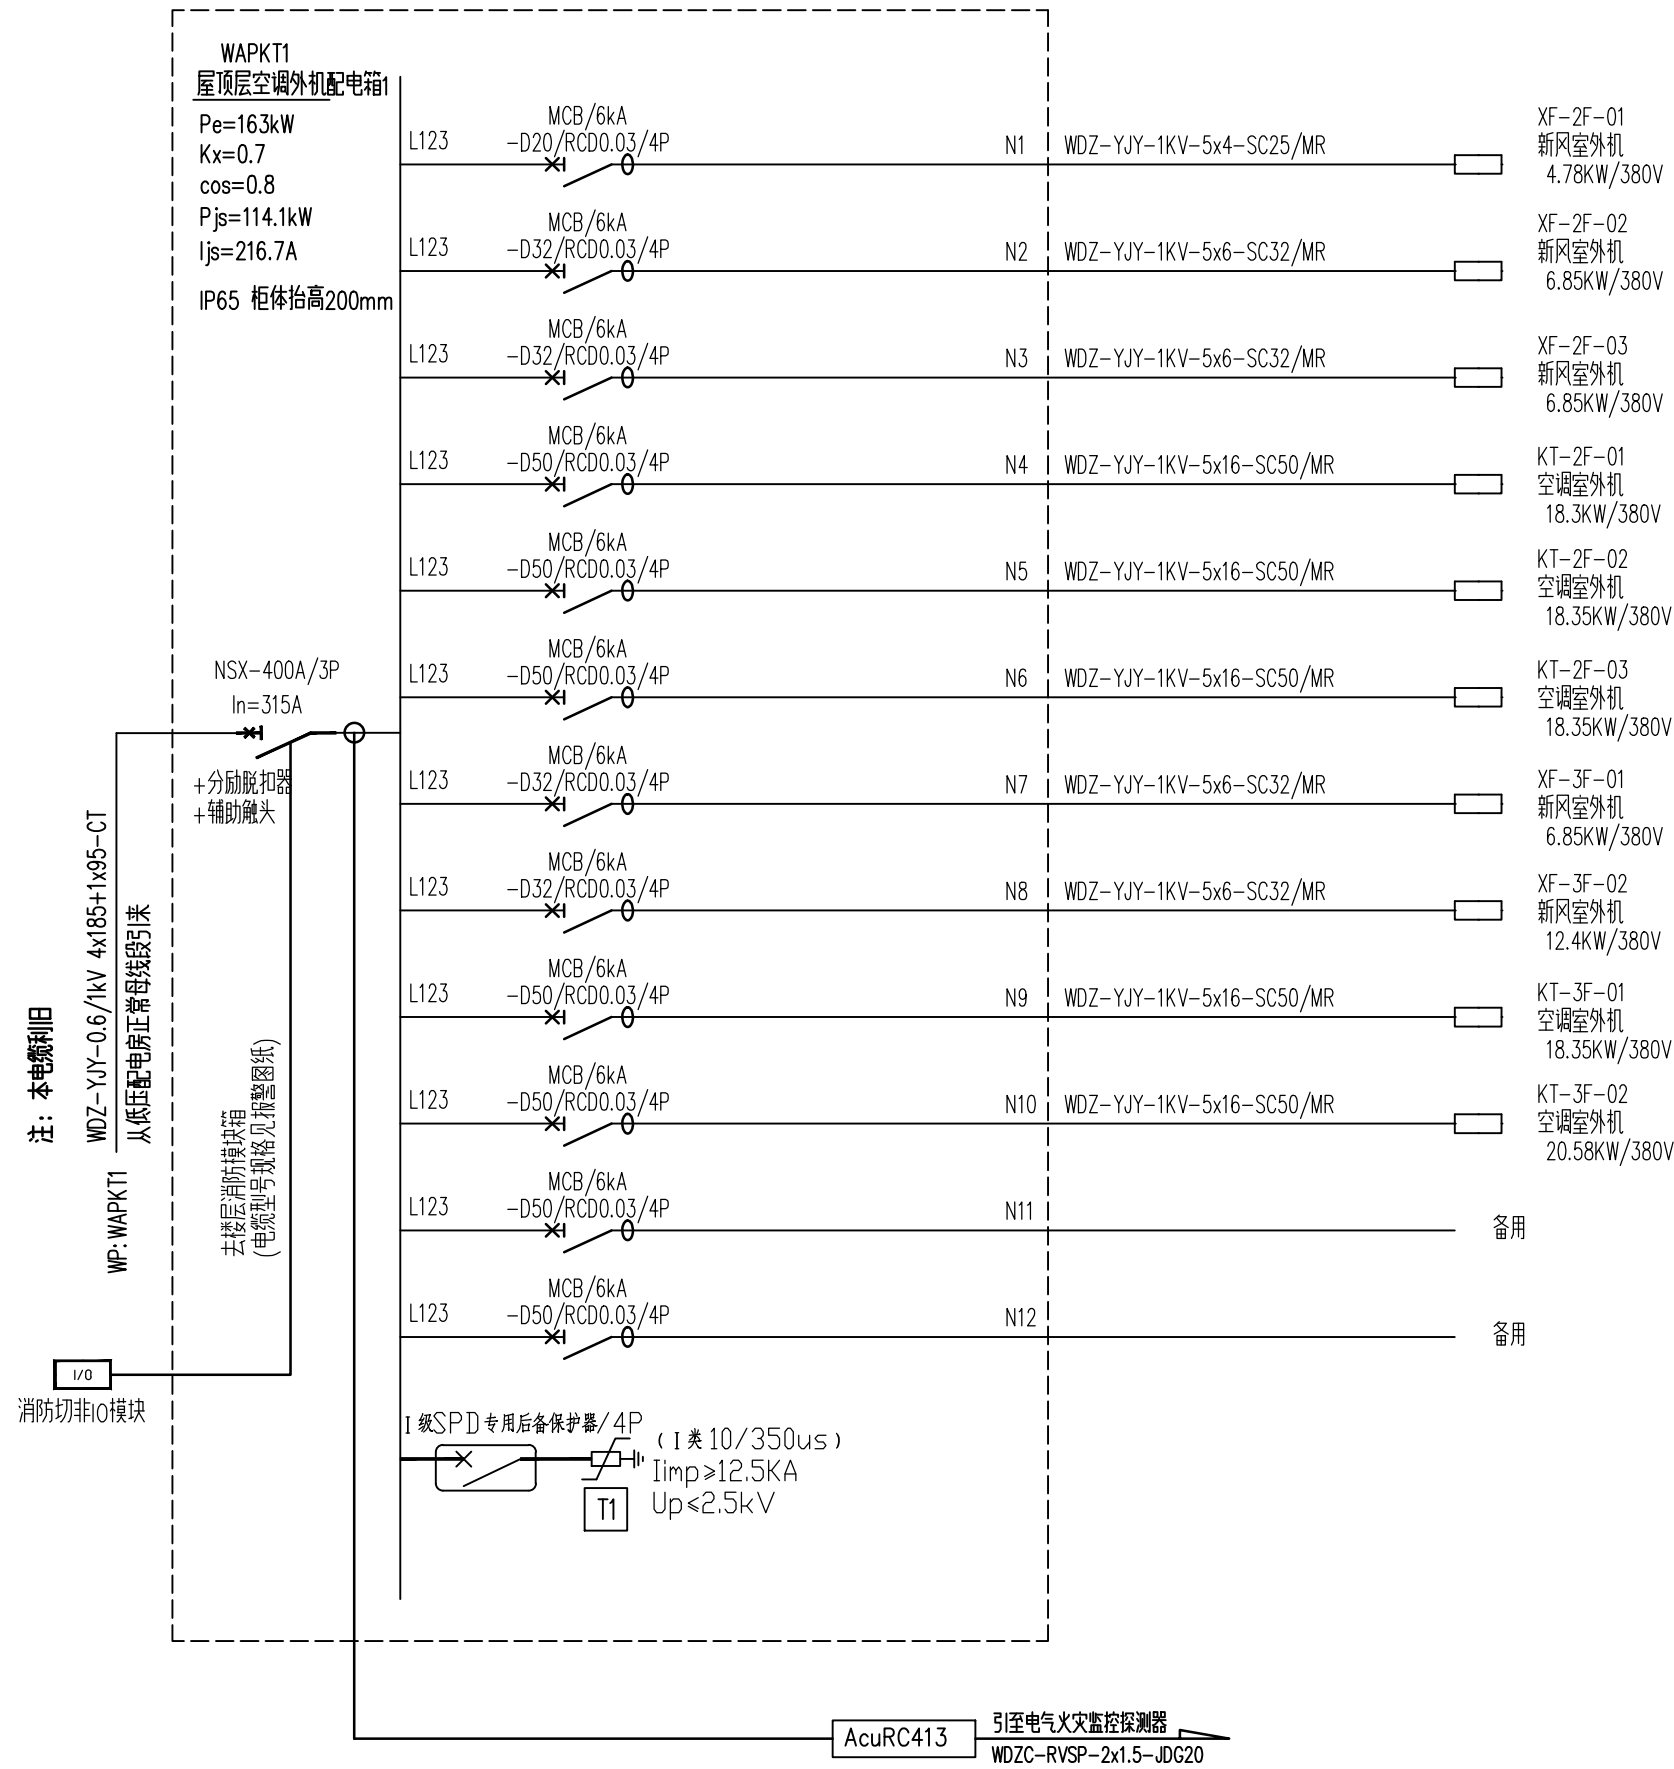 WAPKT1
屋顶层空调外机配电箱1
Pe=163kW
Kx=0.7
cos=0.8
Pjs=114.1kW
Ijs=216.7A
IP65 柜体抬高200mm
L123
MCB/6kA
-D20/RCD0.03/4P
N1
WDZ-YJY-1KV-5x4-SC25/MR
XF-2F-01
新风室外机
4.78KW/380V
L123
MCB/6kA
-D32/RCD0.03/4P
N2
WDZ-YJY-1KV-5x6-SC32/MR
XF-2F-02
新风室外机
6.85KW/380V
L123
MCB/6kA
-D32/RCD0.03/4P
N3
WDZ-YJY-1KV-5x6-SC32/MR
XF-2F-03
新风室外机
6.85KW/380V
L123
MCB/6kA
-D50/RCD0.03/4P
N4
WDZ-YJY-1KV-5x16-SC50/MR
KT-2F-01
空调室外机
18.3KW/380V
L123
MCB/6kA
-D50/RCD0.03/4P
N5
WDZ-YJY-1KV-5x16-SC50/MR
KT-2F-02
空调室外机
18.35KW/380V
L123
MCB/6kA
-D50/RCD0.03/4P
N6
WDZ-YJY-1KV-5x16-SC50/MR
KT-2F-03
空调室外机
18.35KW/380V
NSX-400A/3P
In=315A
+分励脱扣器
+辅助触头
L123
MCB/6kA
-D32/RCD0.03/4P
N7
WDZ-YJY-1KV-5x6-SC32/MR
XF-3F-01
新风室外机
6.85KW/380V
L123
MCB/6kA
-D32/RCD0.03/4P
N8
WDZ-YJY-1KV-5x6-SC32/MR
XF-3F-02
新风室外机
12.4KW/380V
L123
MCB/6kA
-D50/RCD0.03/4P
N9
WDZ-YJY-1KV-5x16-SC50/MR
KT-3F-01
空调室外机
18.35KW/380V
L123
MCB/6kA
-D50/RCD0.03/4P
N10
WDZ-YJY-1KV-5x16-SC50/MR
KT-3F-02
空调室外机
20.58KW/380V
L123
MCB/6kA
-D50/RCD0.03/4P
N11
备用
L123
MCB/6kA
-D50/RCD0.03/4P
N12
备用
注：本电缆利旧
WDZ-YJY-0.6/1kV 4x185+1x95-CT
从低压配电房正常母线段引来
WP:WAPKT1
去楼层消防模块箱
(电缆型号规格见报警图纸)
I/O
消防切非IO模块
I级SPD专用后备保护器/4P
(I类10/350us)
Iimp≥12.5KA
Up≤2.5kV
T1
AcuRC413
引至电气火灾监控探测器
WDZC-RVSP-2x1.5-JDG20